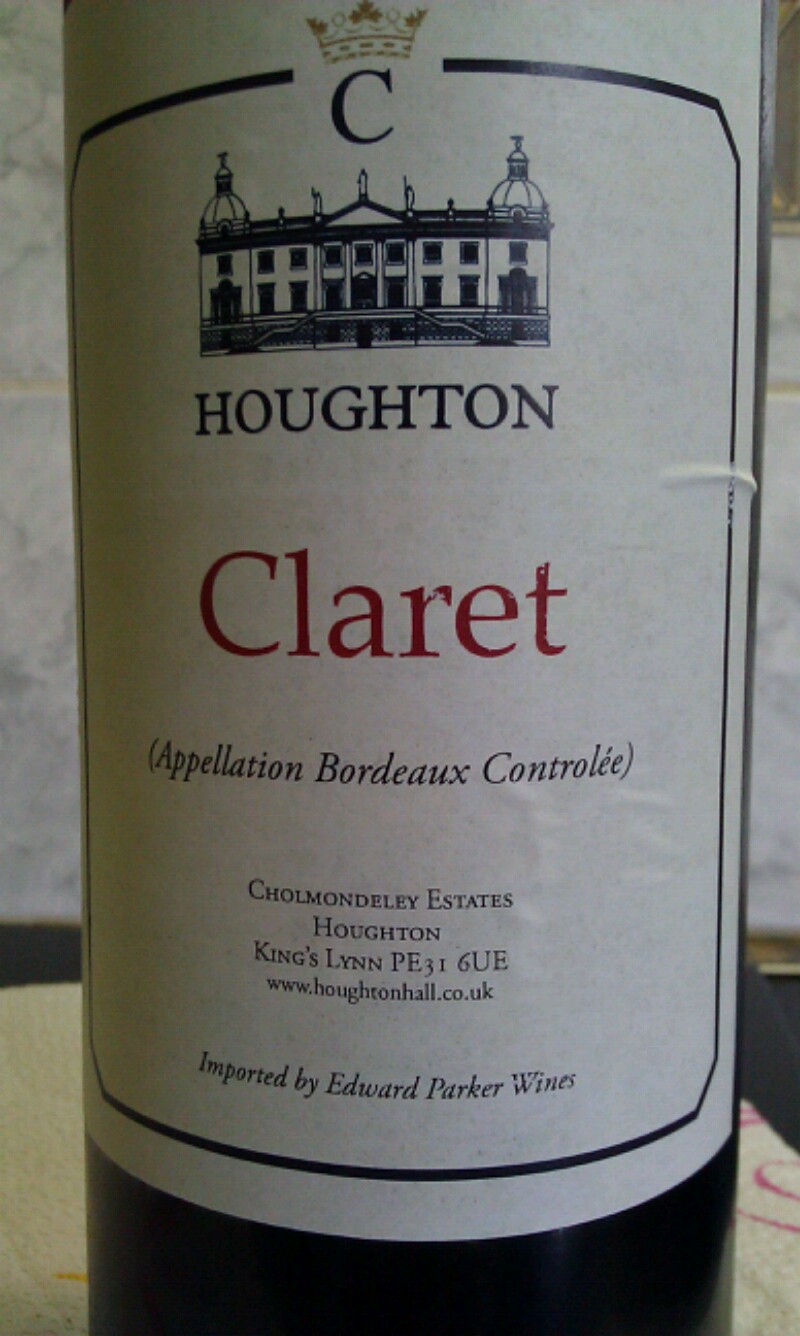 C
HOUGHTON
Claret
(Appellation Bordeaux Controlée)
CHOLMONDELEY ESTATES
HOUGHTON
KING'S LYNN PE31 6UE
www.houghtonhall.co.uk
Imported by Edward Parker Wines